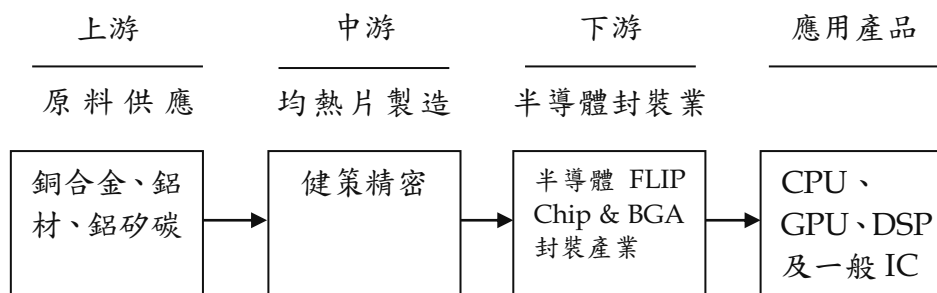 上游
中游
下游
應用產品
原料供應
均熱片製造
半導體封裝業
銅合金、鋁
材、鋁矽碳
健策精密
半導體 FLIP
Chip & BGA
封裝產業
CPU、
GPU、DSP
及一般 IC